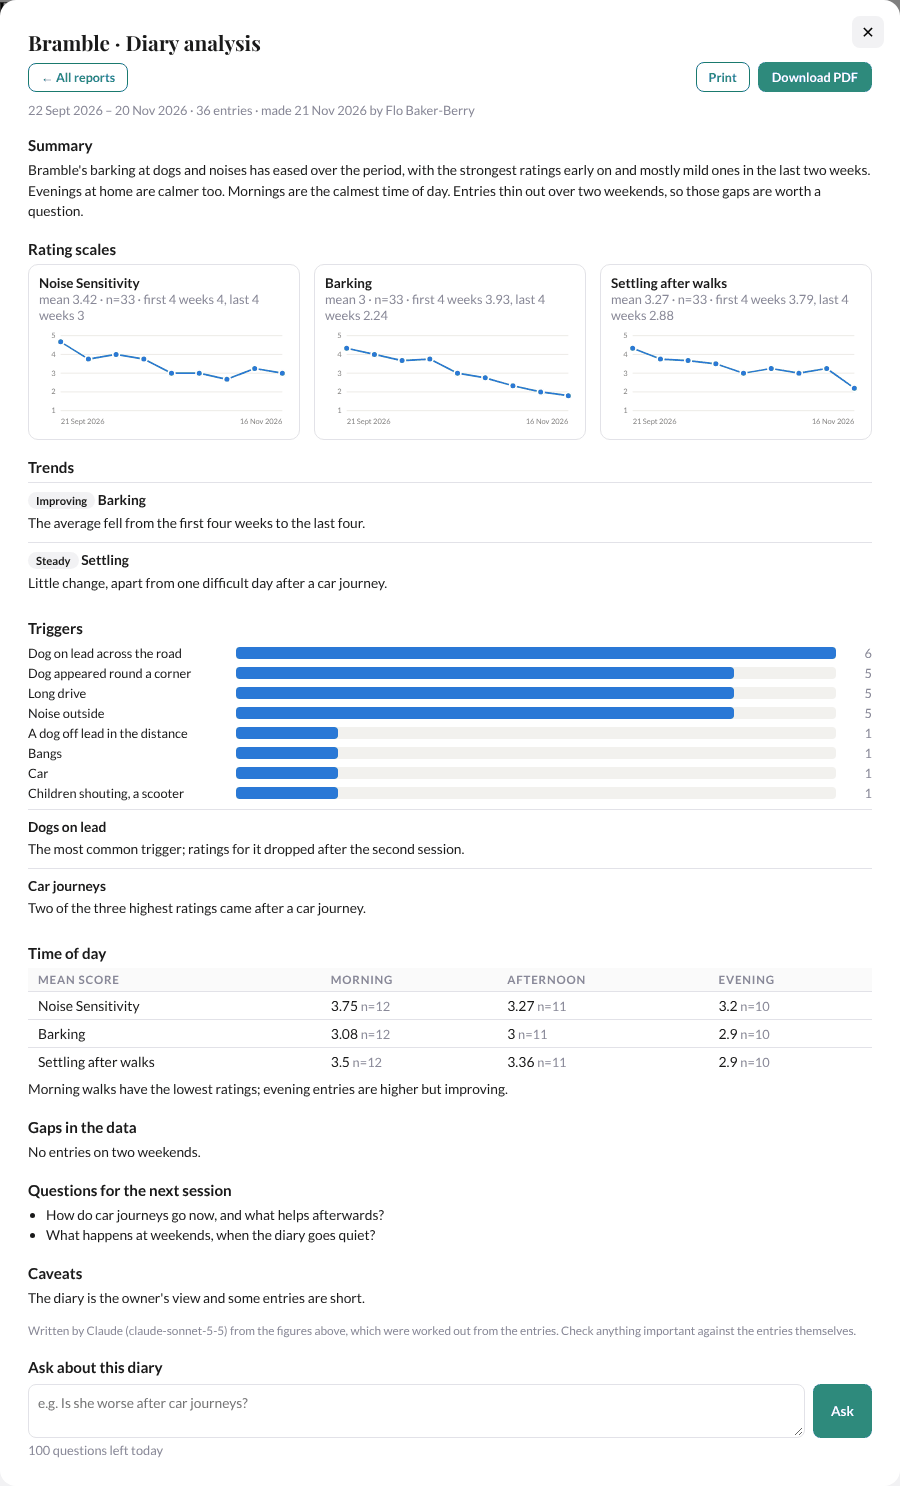 Bramble · Diary analysis
✕
← All reports
Print
Download PDF
22 Sept 2026 – 20 Nov 2026 · 36 entries · made 21 Nov 2026 by Flo Baker-Berry
Summary
Bramble's barking at dogs and noises has eased over the period, with the strongest ratings early on and mostly mild ones in the last two weeks.
Evenings at home are calmer too. Mornings are the calmest time of day. Entries thin out over two weekends, so those gaps are worth a
question.
Rating scales
Noise Sensitivity
mean 3.42 · n=33 · first 4 weeks 4, last 4
weeks 3
5
4
3
2
1
21 Sept 2026
16 Nov 2026
Barking
mean 3 · n=33 · first 4 weeks 3.93, last 4
weeks 2.24
5
4
3
2
1
21 Sept 2026
16 Nov 2026
Settling after walks
mean 3.27 · n=33 · first 4 weeks 3.79, last 4
weeks 2.88
5
4
3
2
1
21 Sept 2026
16 Nov 2026
Trends
Improving Barking
The average fell from the first four weeks to the last four.
Steady Settling
Little change, apart from one difficult day after a car journey.
Triggers
Dog on lead across the road 6
Dog appeared round a corner 5
Long drive 5
Noise outside 5
A dog off lead in the distance 1
Bangs 1
Car 1
Children shouting, a scooter 1
Dogs on lead
The most common trigger; ratings for it dropped after the second session.
Car journeys
Two of the three highest ratings came after a car journey.
Time of day
MEAN SCORE MORNING AFTERNOON EVENING
Noise Sensitivity 3.75 n=12 3.27 n=11 3.2 n=10
Barking 3.08 n=12 3 n=11 2.9 n=10
Settling after walks 3.5 n=12 3.36 n=11 2.9 n=10
Morning walks have the lowest ratings; evening entries are higher but improving.
Gaps in the data
No entries on two weekends.
Questions for the next session
• How do car journeys go now, and what helps afterwards?
• What happens at weekends, when the diary goes quiet?
Caveats
The diary is the owner's view and some entries are short.
Written by Claude (claude-sonnet-5-5) from the figures above, which were worked out from the entries. Check anything important against the entries themselves.
Ask about this diary
e.g. Is she worse after car journeys?
Ask
100 questions left today